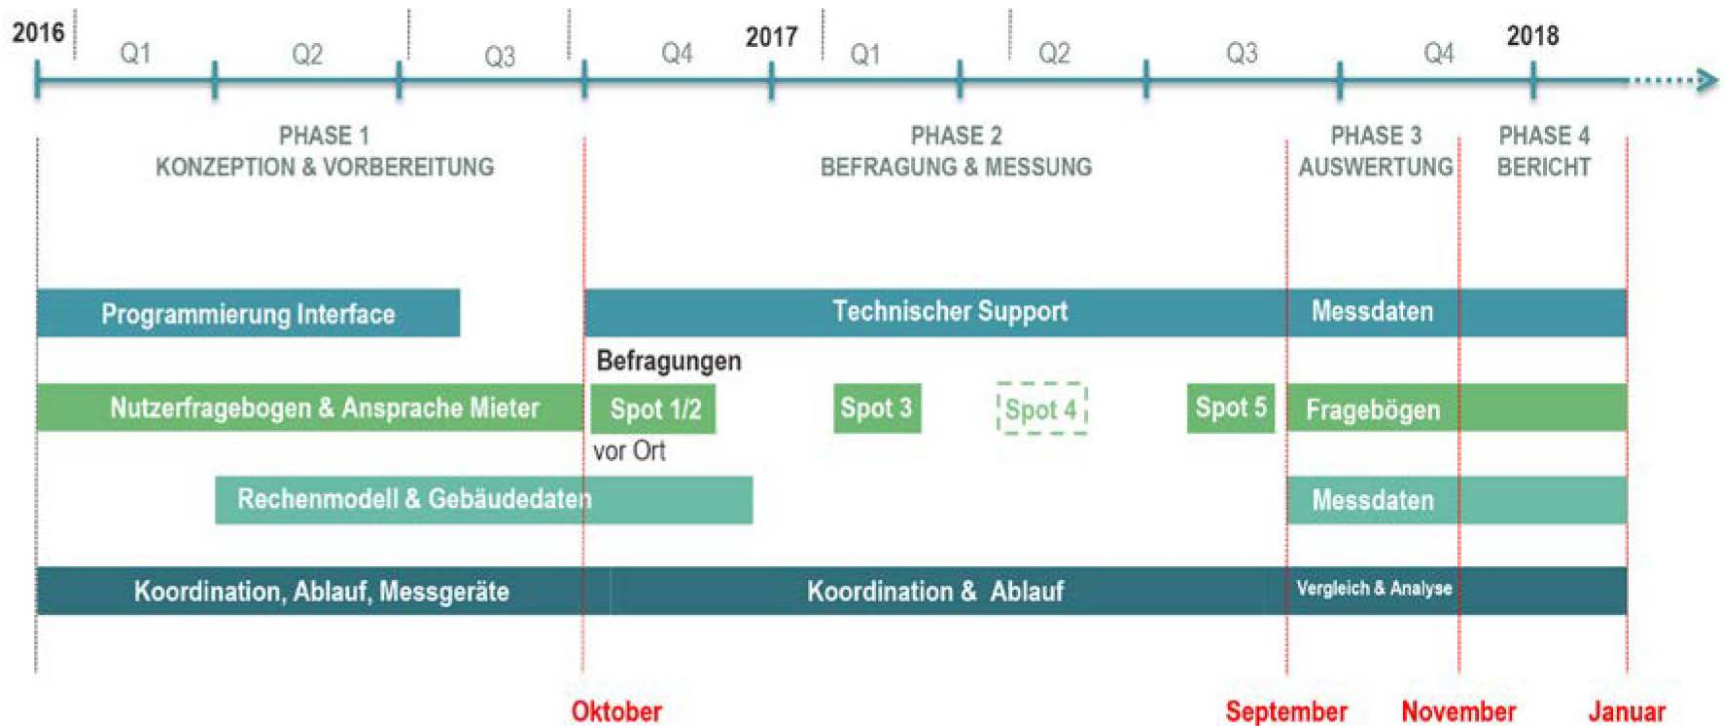 2016
2017
2018
Q1
Q2
Q3
Q4
Q1
Q2
Q3
Q4
PHASE 1
KONZEPTION & VORBEREITUNG
PHASE 2
BEFRAGUNG & MESSUNG
PHASE 3
AUSWERTUNG
PHASE 4
BERICHT
Programmierung Interface
Technischer Support
Messdaten
Befragungen
Nutzerfragebogen & Ansprache Mieter
Spot 1/2
Spot 3
Spot 4
Spot 5
Fragebögen
vor Ort
Rechenmodell & Gebäudedaten
Messdaten
Koordination, Ablauf, Messgeräte
Koordination & Ablauf
Vergleich & Analyse
Oktober
September
November
Januar